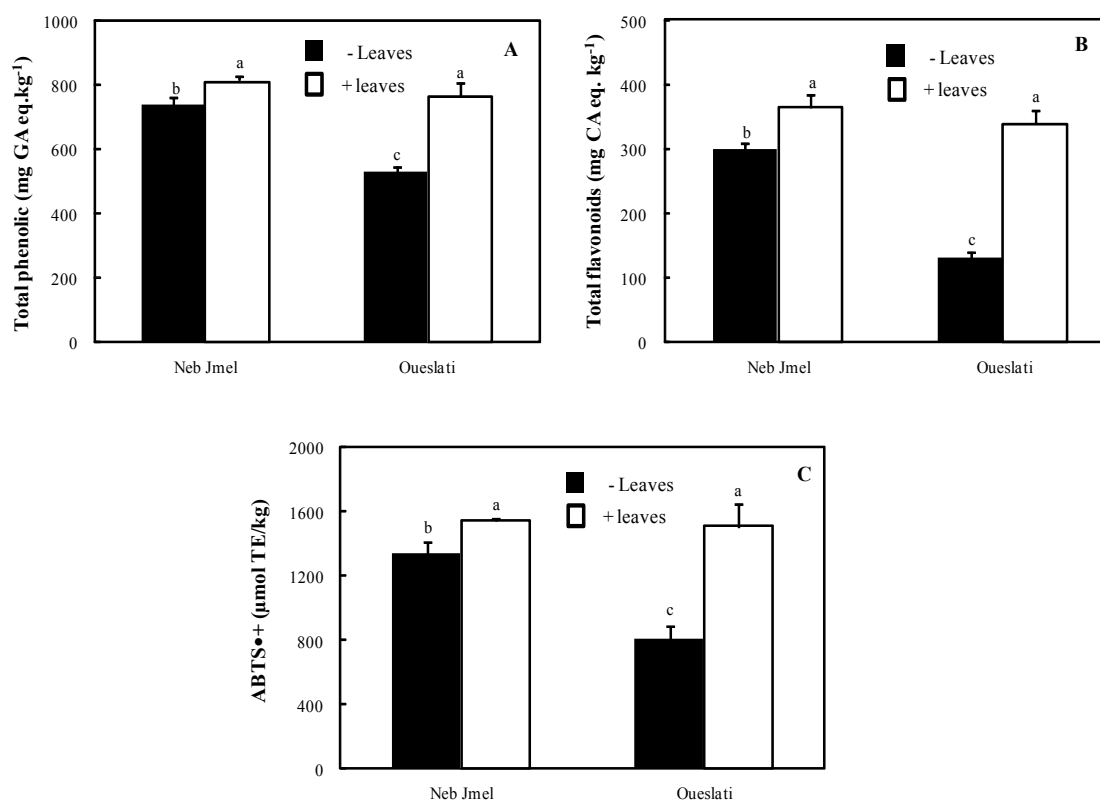 Total phenolic (mg GA eq.kg-1)
1000
800
600
400
200
0
- Leaves
+ leaves
A
b
a
c
a
Neb Jmel
Oueslati
Total flavonoids (mg CA eq. kg-1)
500
400
300
200
100
0
- Leaves
+ leaves
B
b
a
c
a
Neb Jmel
Oueslati
ABTS●+ (µmol TE/kg)
2000
1600
1200
800
400
0
- Leaves
+ leaves
C
b
a
c
a
Neb Jmel
Oueslati